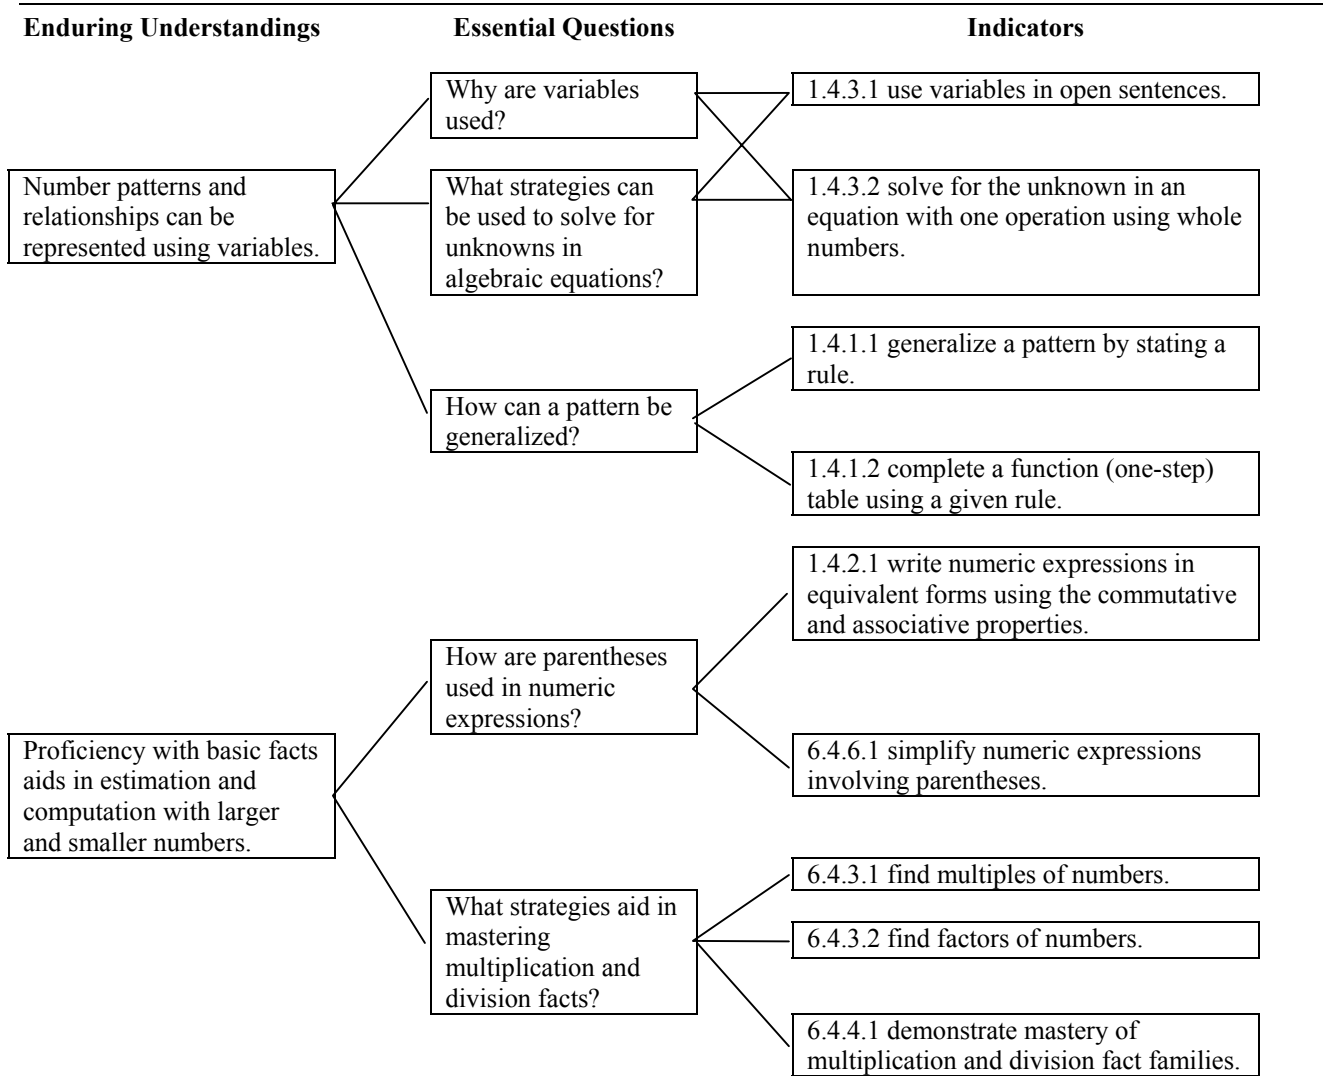 Enduring Understandings
Essential Questions
Indicators
Why are variables
used?
1.4.3.1 use variables in open sentences.
Number patterns and
relationships can be
represented using variables.
What strategies can
be used to solve for
unknowns in
algebraic equations?
1.4.3.2 solve for the unknown in an
equation with one operation using whole
numbers.
How can a pattern be
generalized?
1.4.1.1 generalize a pattern by stating a
rule.
1.4.1.2 complete a function (one-step)
table using a given rule.
Proficiency with basic facts
aids in estimation and
computation with larger
and smaller numbers.
How are parentheses
used in numeric
expressions?
1.4.2.1 write numeric expressions in
equivalent forms using the commutative
and associative properties.
6.4.6.1 simplify numeric expressions
involving parentheses.
What strategies aid in
mastering
multiplication and
division facts?
6.4.3.1 find multiples of numbers.
6.4.3.2 find factors of numbers.
6.4.4.1 demonstrate mastery of
multiplication and division fact families.